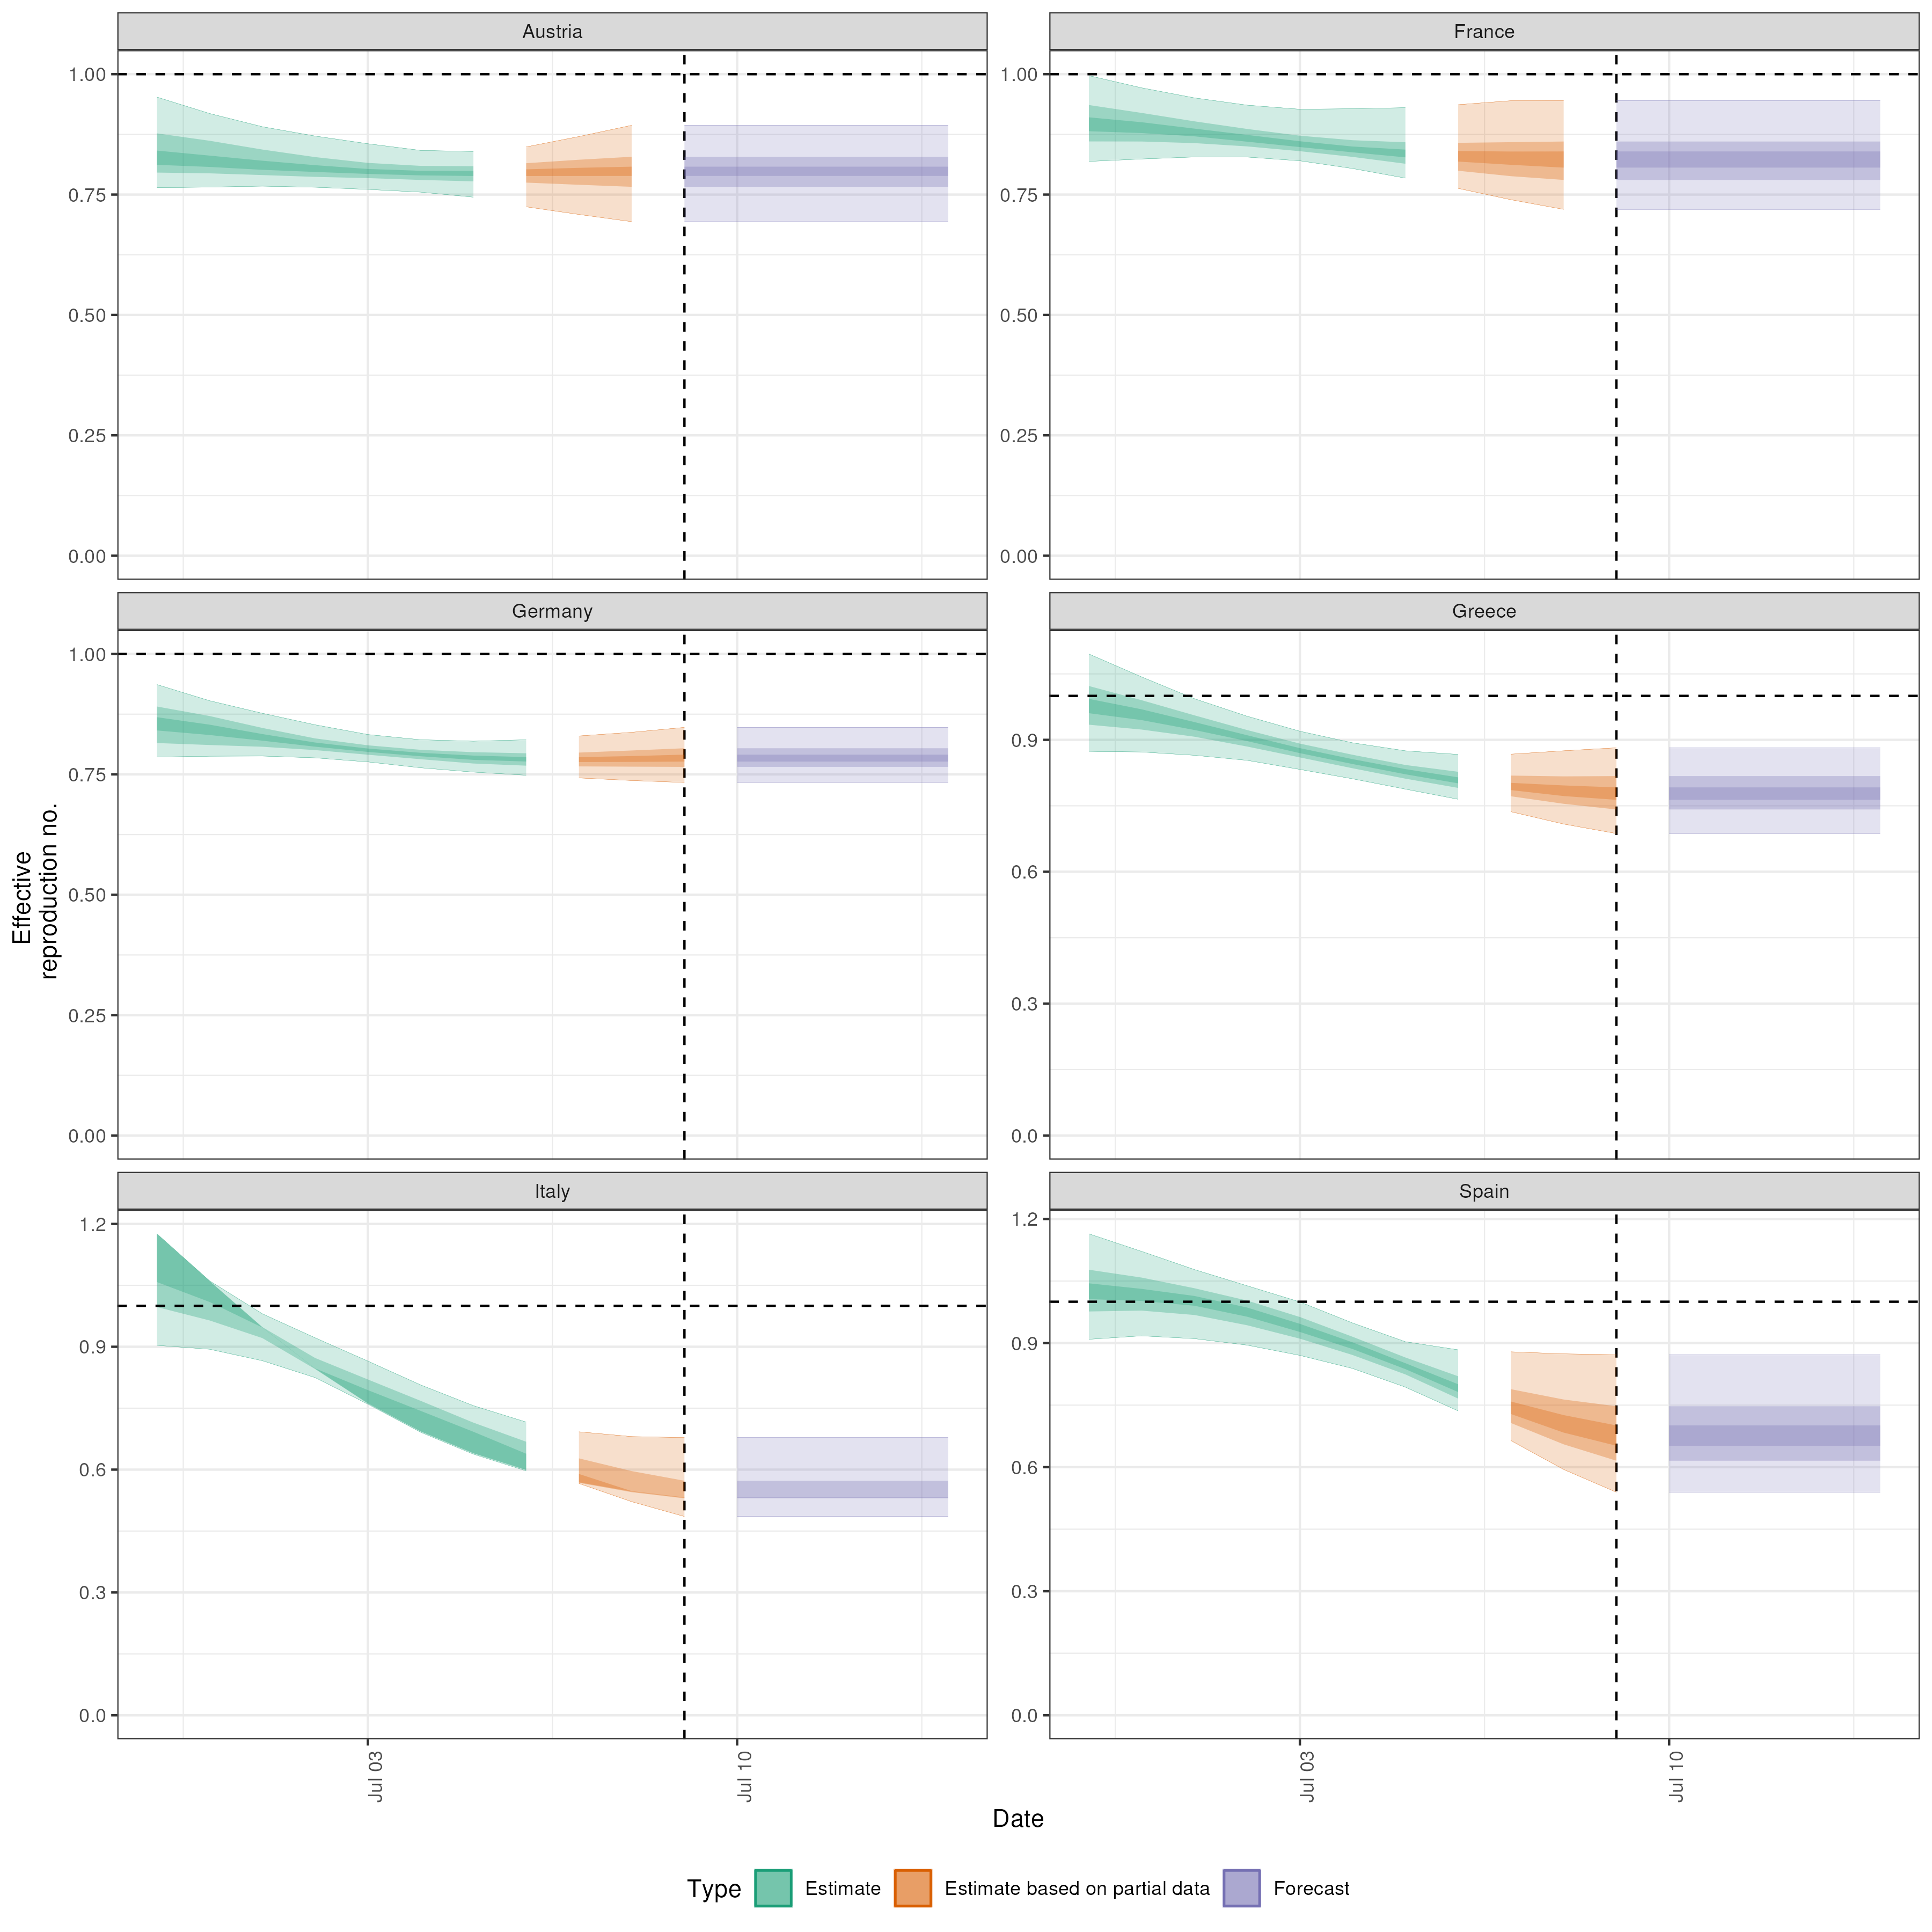 Austria
France
1.00
0.75
0.50
0.25
0.00
1.00
0.75
0.50
0.25
0.00
Germany
Greece
1.00
0.75
0.50
0.25
0.00
0.9
0.6
0.3
0.0
Italy
Spain
1.2
0.9
0.6
0.3
0.0
1.2
0.9
0.6
0.3
0.0
Effective
reproduction no.
Jul 03
Jul 10
Jul 03
Jul 10
Date
Type Estimate Estimate based on partial data Forecast